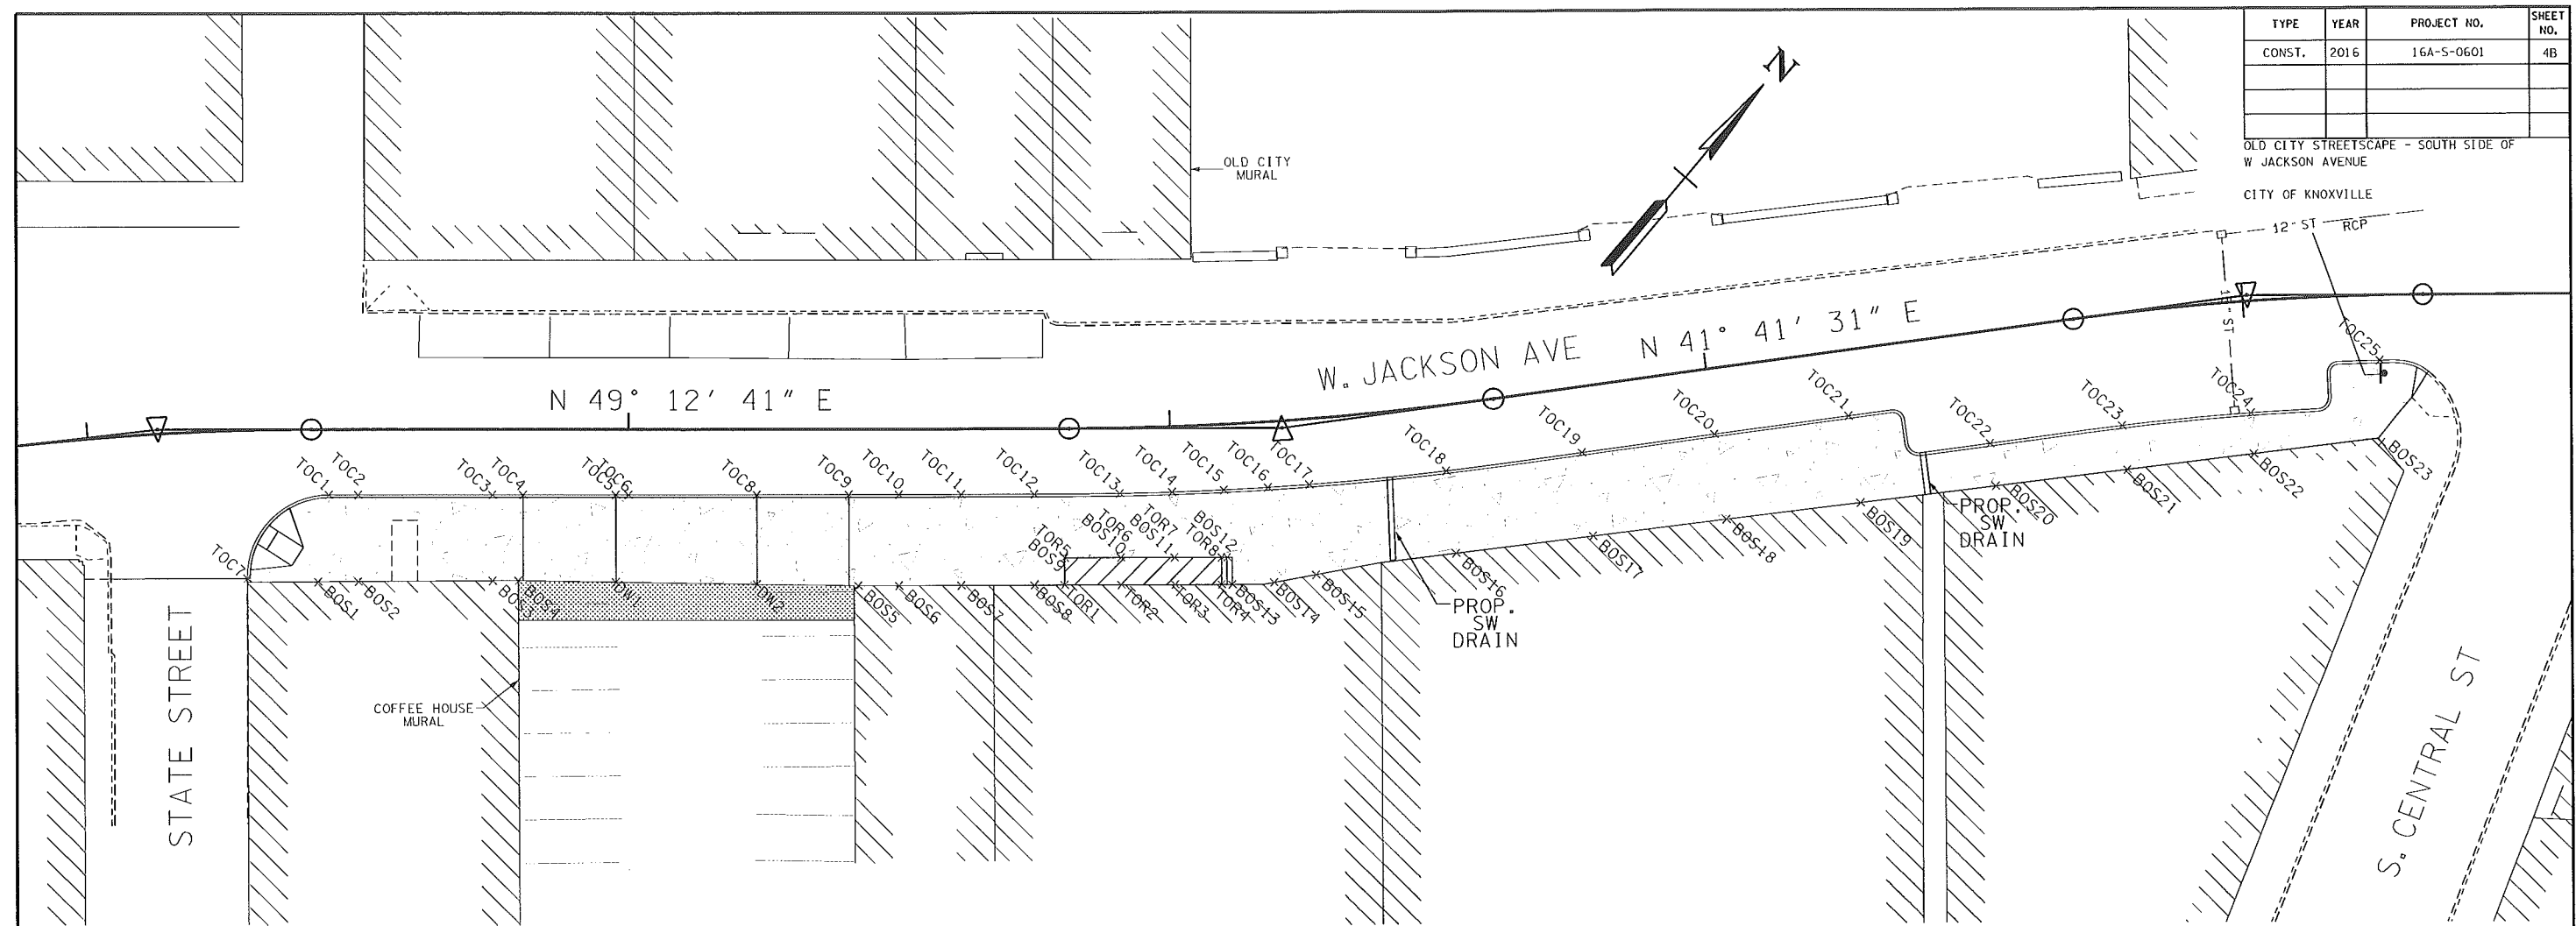 TYPE YEAR PROJECT NO. SHEET NO.
CONST. 2016 16A-S-0601 4B
OLD CITY STREETSCAPE - SOUTH SIDE OF
W JACKSON AVENUE
CITY OF KNOXVILLE
N
OLD CITY
MURAL
12" ST RCP
18" ST
N 49° 12' 41" E
W. JACKSON AVE N 41° 41' 31" E
TOC1
TOC2
TOC3
TOC4
TOC5
TOC6
TOC7
TOC8
TOC9
TOC10
TOC11
TOC12
TOC13
TOC14
TOC15
TOC16
TOC17
TOC18
TOC19
TOC20
TOC21
TOC22
TOC23
TOC24
TOC25
TOR5
BOS9
TOR6
BOS10
TOR7
BOS11
BOS12
TOR8
BOS1
BOS2
BOS3
BOS4
DW1
DW2
BOS5
BOS6
BOS7
BOS8
TOR1
TOR2
TOR3
TOR4
BOS13
BOS14
BOS15
BOS16
BOS17
BOS18
BOS19
BOS20
BOS21
BOS22
BOS23
PROP.
SW
DRAIN
PROP.
SW
DRAIN
COFFEE HOUSE
MURAL
STATE STREET
S. CENTRAL ST